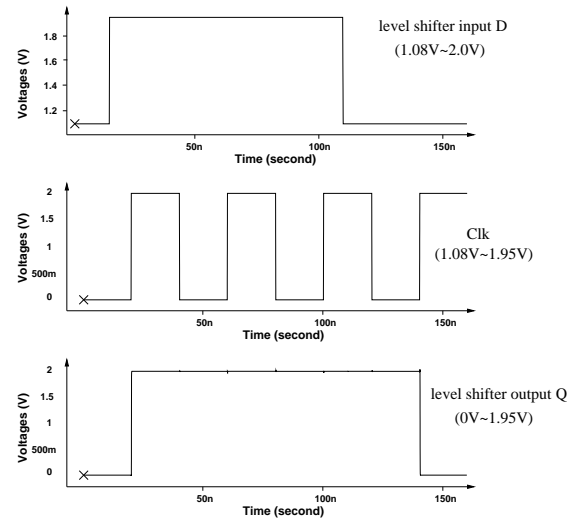 level shifter input D
(1.08V~2.0V)
Voltages (V)
1.8
1.6
1.4
1.2
50n
100n
150n
Time (second)
2
1.5
1
500m
0
Voltages (V)
Clk
(1.08V~1.95V)
50n
100n
150n
Time (second)
2
1.5
1
500m
0
Voltages (V)
level shifter output Q
(0V~1.95V)
50n
100n
150n
Time (second)